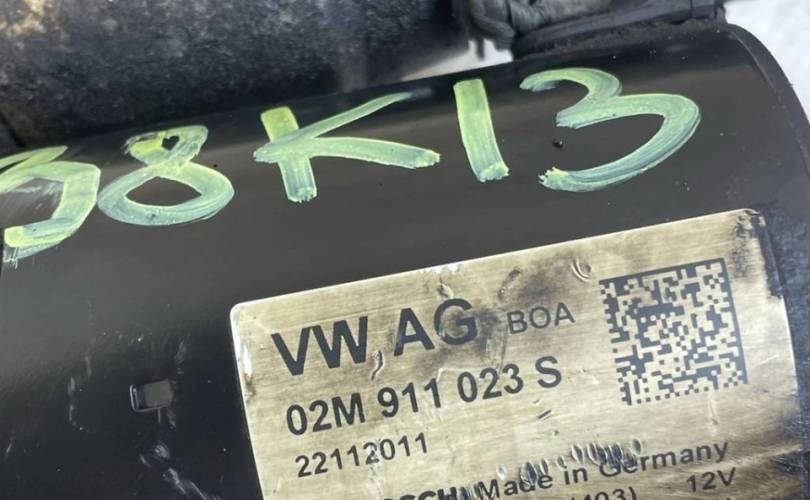 38K13
VW AG BOA
02M 911 023 S
22112011
Made in Germany
12V